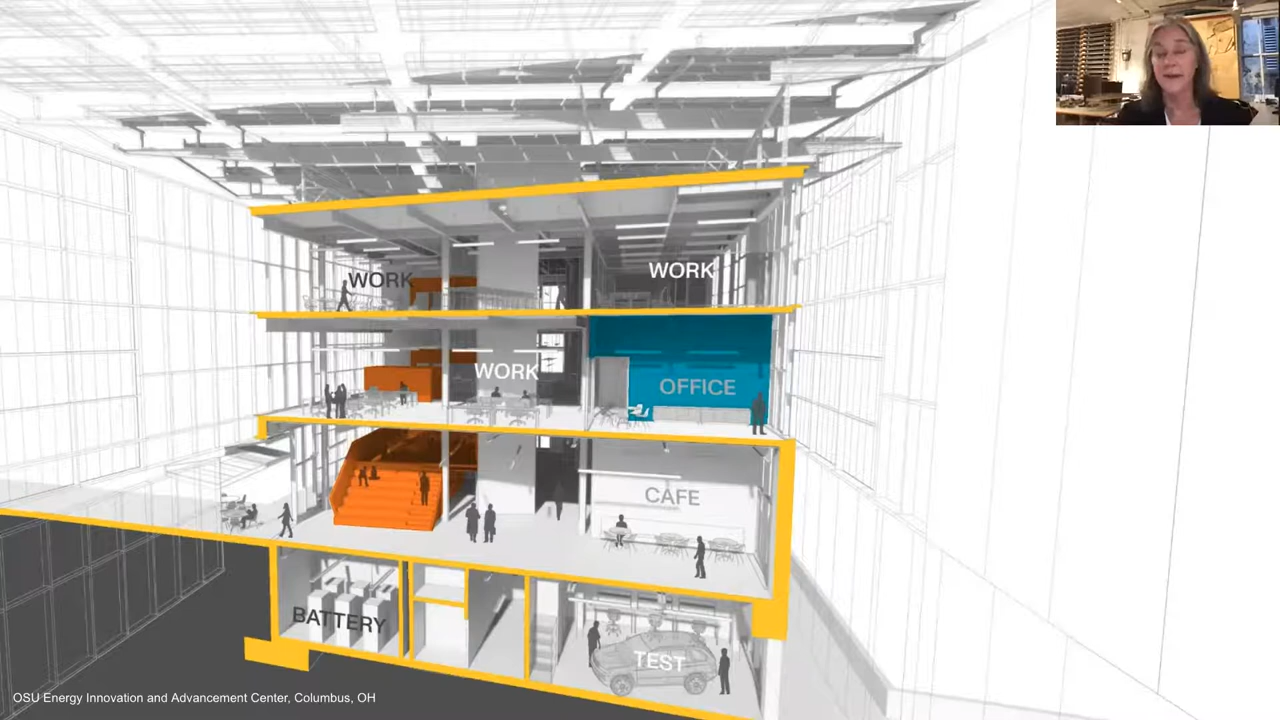 WORK
WORK
WORK
OFFICE
CAFE
BATTERY
TEST
OSU Energy Innovation and Advancement Center, Columbus, OH